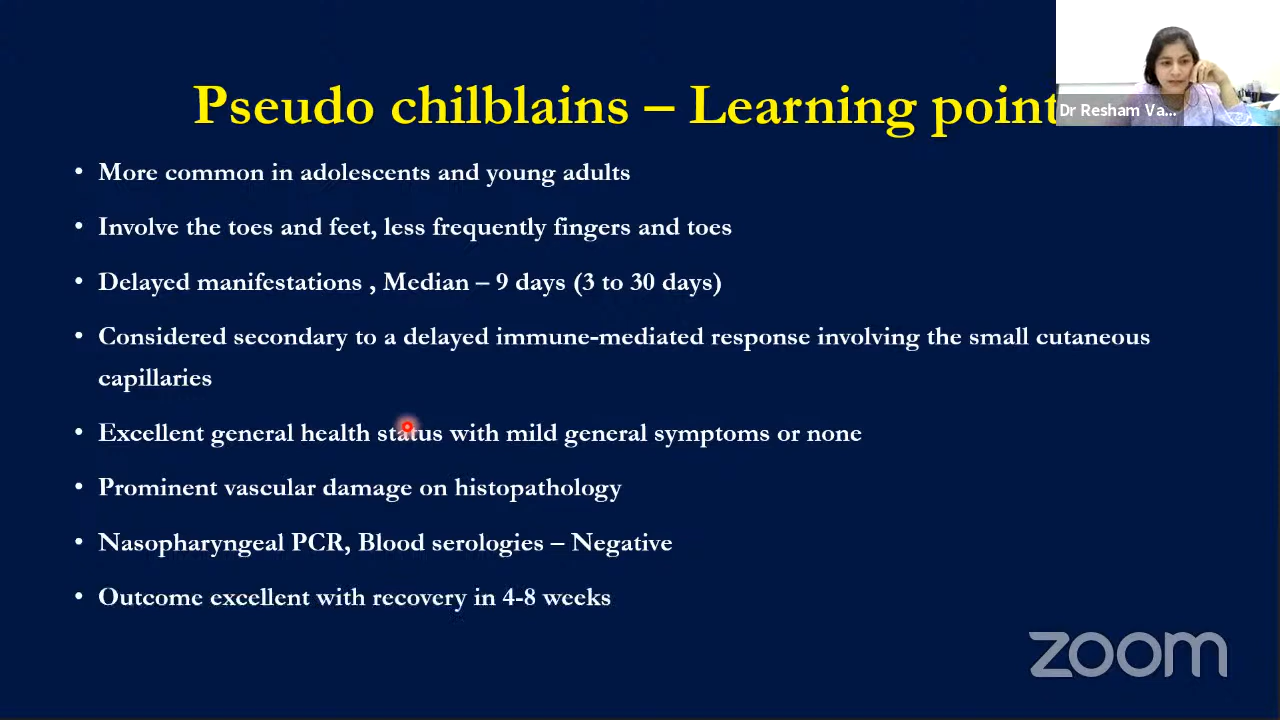 Pseudo chilblains – Learning point
Dr Resham Va...
• More common in adolescents and young adults
• Involve the toes and feet, less frequently fingers and toes
• Delayed manifestations , Median – 9 days (3 to 30 days)
• Considered secondary to a delayed immune-mediated response involving the small cutaneous
capillaries
• Excellent general health status with mild general symptoms or none
• Prominent vascular damage on histopathology
• Nasopharyngeal PCR, Blood serologies – Negative
• Outcome excellent with recovery in 4-8 weeks
zoom